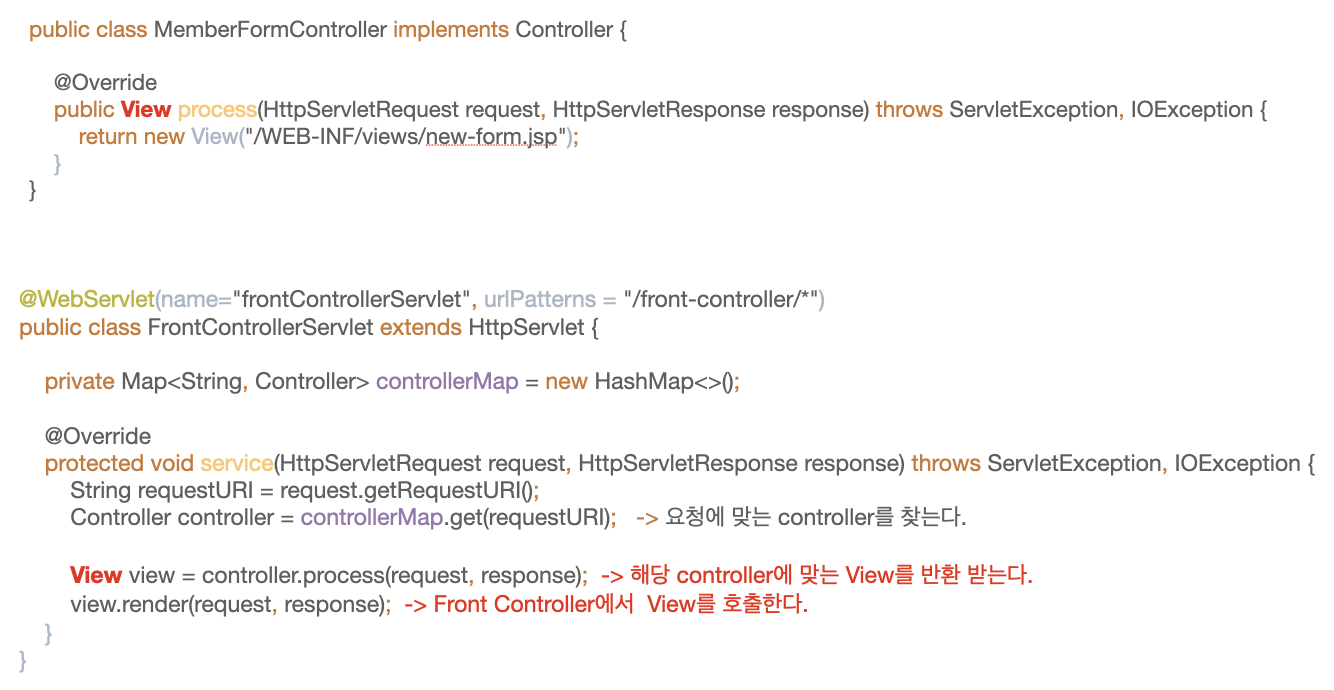 public class MemberFormController implements Controller {
@Override
public View process(HttpServletRequest request, HttpServletResponse response) throws ServletException, IOException {
return new View("/WEB-INF/views/new-form.jsp");
}
}
@WebServlet(name="frontControllerServlet", urlPatterns = "/front-controller/*")
public class FrontControllerServlet extends HttpServlet {
private Map<String, Controller> controllerMap = new HashMap<>();
@Override
protected void service(HttpServletRequest request, HttpServletResponse response) throws ServletException, IOException {
String requestURI = request.getRequestURI();
Controller controller = controllerMap.get(requestURI); -> 요청에 맞는 controller를 찾는다.
View view = controller.process(request, response); -> 해당 controller에 맞는 View를 반환 받는다.
view.render(request, response); -> Front Controller에서 View를 호출한다.
}
}